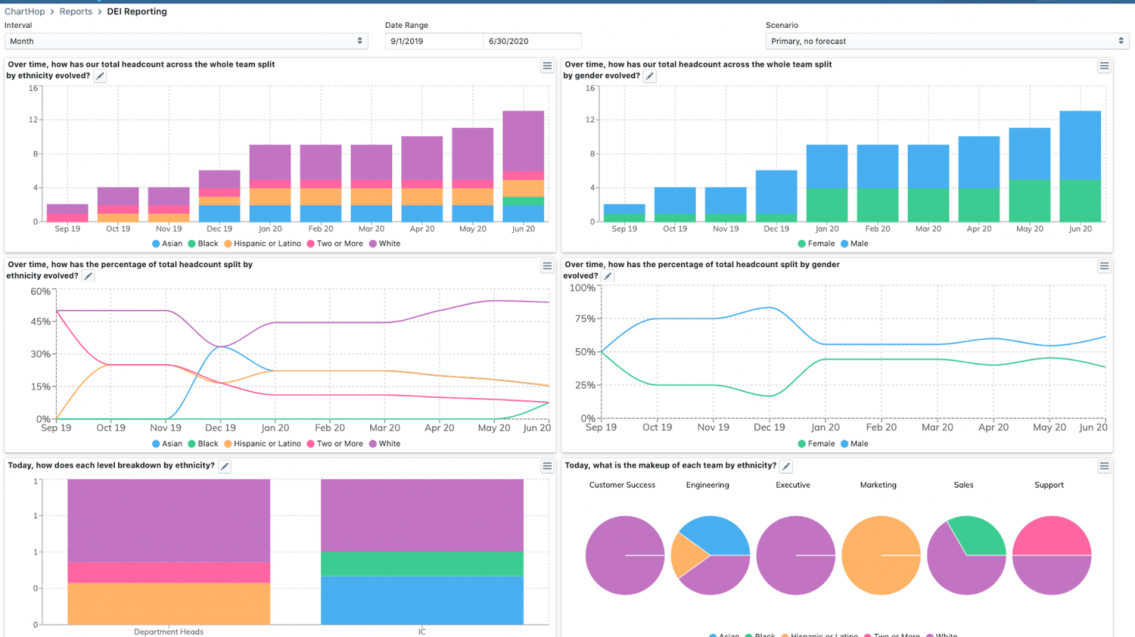 ChartHop > Reports > DEI Reporting
Interval
Date Range
Scenario
Month
9/1/2019
6/30/2020
Primary, no forecast
Over time, how has our total headcount across the whole team split
by ethnicity evolved?
16
12
8
4
0
Sep 19 Oct 19 Nov 19 Dec 19 Jan 20 Feb 20 Mar 20 Apr 20 May 20 Jun 20
Asian Black Hispanic or Latino Two or More White
Over time, how has our total headcount across the whole team split
by gender evolved?
16
12
8
4
0
Sep 19 Oct 19 Nov 19 Dec 19 Jan 20 Feb 20 Mar 20 Apr 20 May 20 Jun 20
Female Male
Over time, how has the percentage of total headcount split by
ethnicity evolved?
60%
45%
30%
15%
0%
Sep 19 Oct 19 Nov 19 Dec 19 Jan 20 Feb 20 Mar 20 Apr 20 May 20 Jun 20
Asian Black Hispanic or Latino Two or More White
Over time, how has the percentage of total headcount split by gender
evolved?
100%
75%
50%
25%
0%
Sep 19 Oct 19 Nov 19 Dec 19 Jan 20 Feb 20 Mar 20 Apr 20 May 20 Jun 20
Female Male
Today, how does each level breakdown by ethnicity?
1
1
1
0
0
Department Heads IC
Today, what is the makeup of each team by ethnicity?
Customer Success Engineering Executive Marketing Sales Support
Asian Black Hispanic or Latino Two or More White